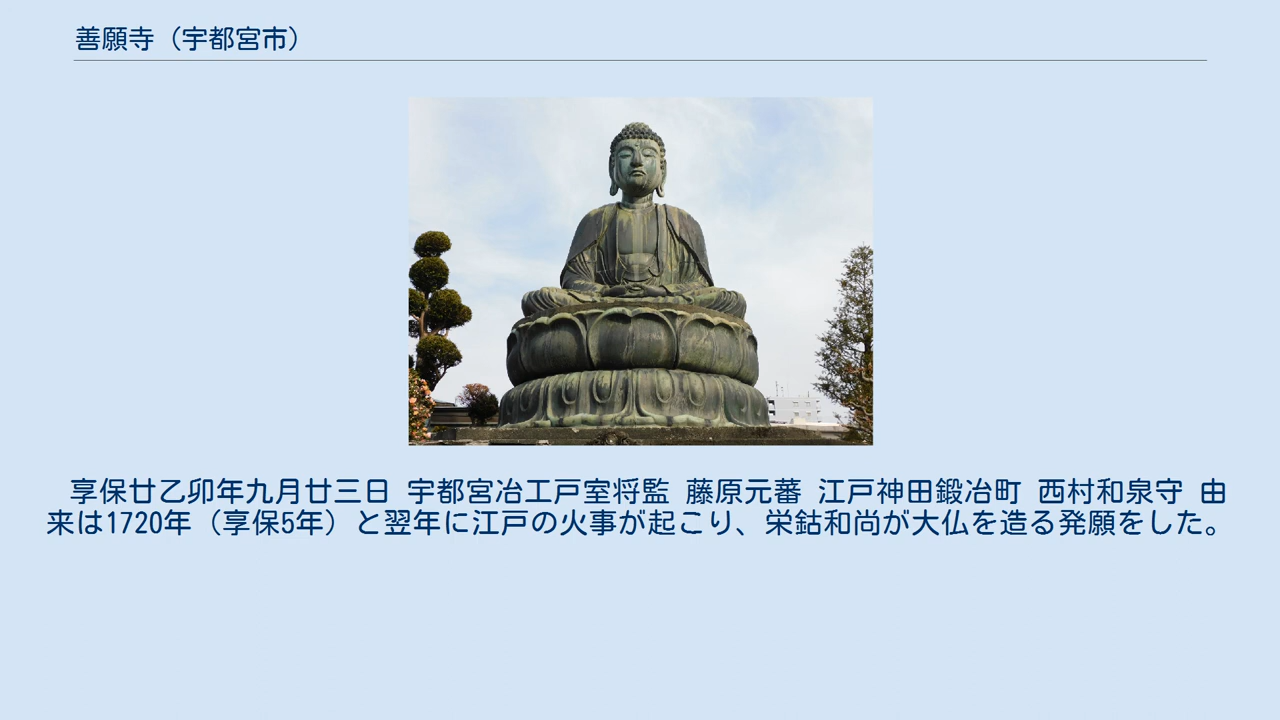 善願寺（宇都宮市）
享保廿乙卯年九月廿三日 宇都宮冶工戸室将監 藤原元蕃 江戸神田鍛冶町 西村和泉守 由
来は1720年（享保5年）と翌年に江戸の火事が起こり、栄鈷和尚が大仏を造る発願をした。